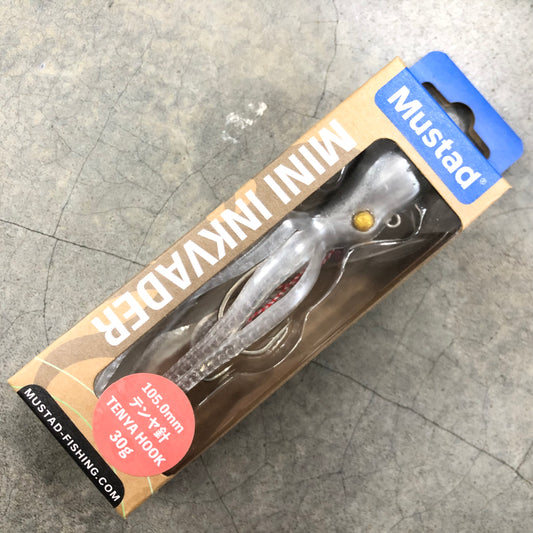 Mustad®
MINI INKVADER
105.0mm
テンヤ針
TENYA HOOK
30g
MUSTAD-FISHING.COM